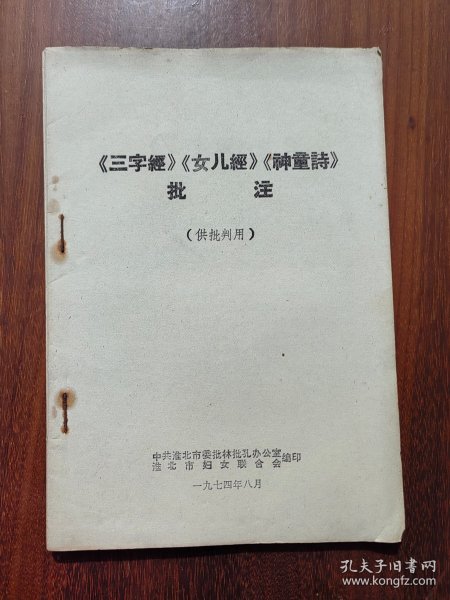 《三字經》《女儿經》《神童詩》
批注
(供批判用)
中共淮北市委批林批孔办公室
淮北市妇女联合会
编印
一九七四年八月
孔夫子旧书网
www.kongfz.com